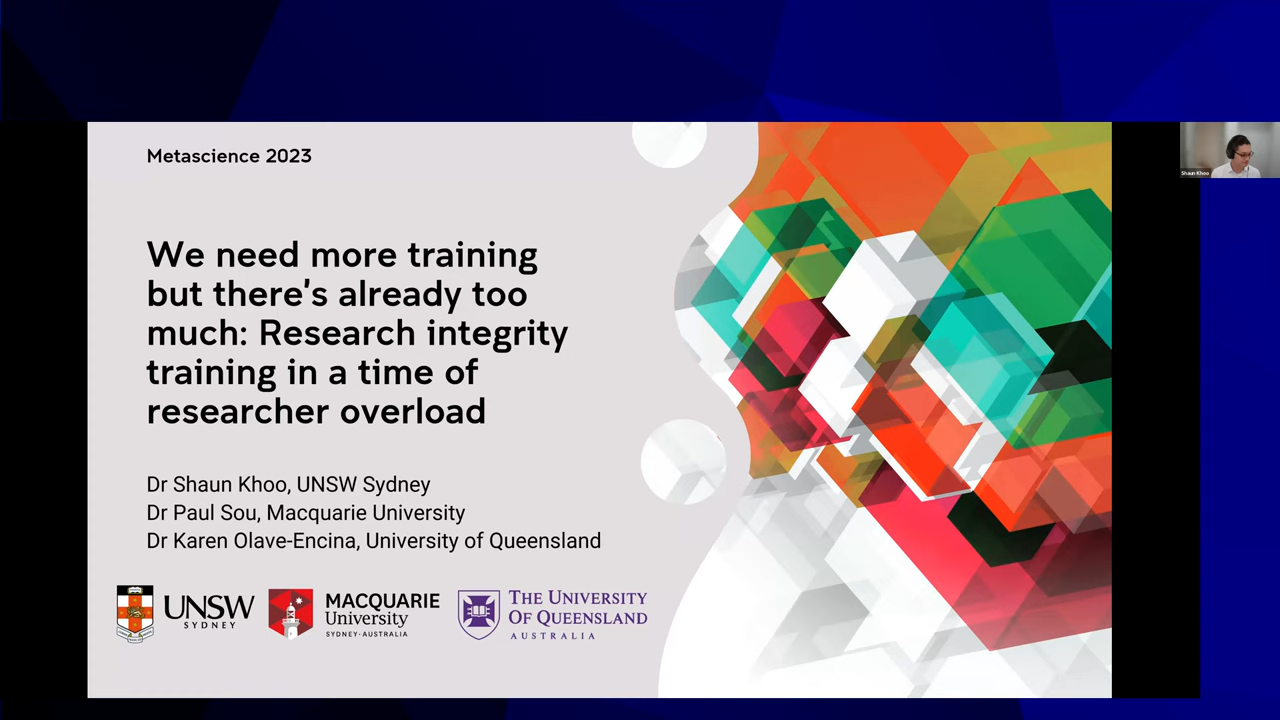 Metascience 2023
We need more training
but there's already too
much: Research integrity
training in a time of
researcher overload
Dr Shaun Khoo, UNSW Sydney
Dr Paul Sou, Macquarie University
Dr Karen Olave-Encina, University of Queensland
UNSW
SYDNEY
MACQUARIE
University
SYDNEY·AUSTRALIA
THE UNIVERSITY
OF QUEENSLAND
AUSTRALIA
Shaun Khoo